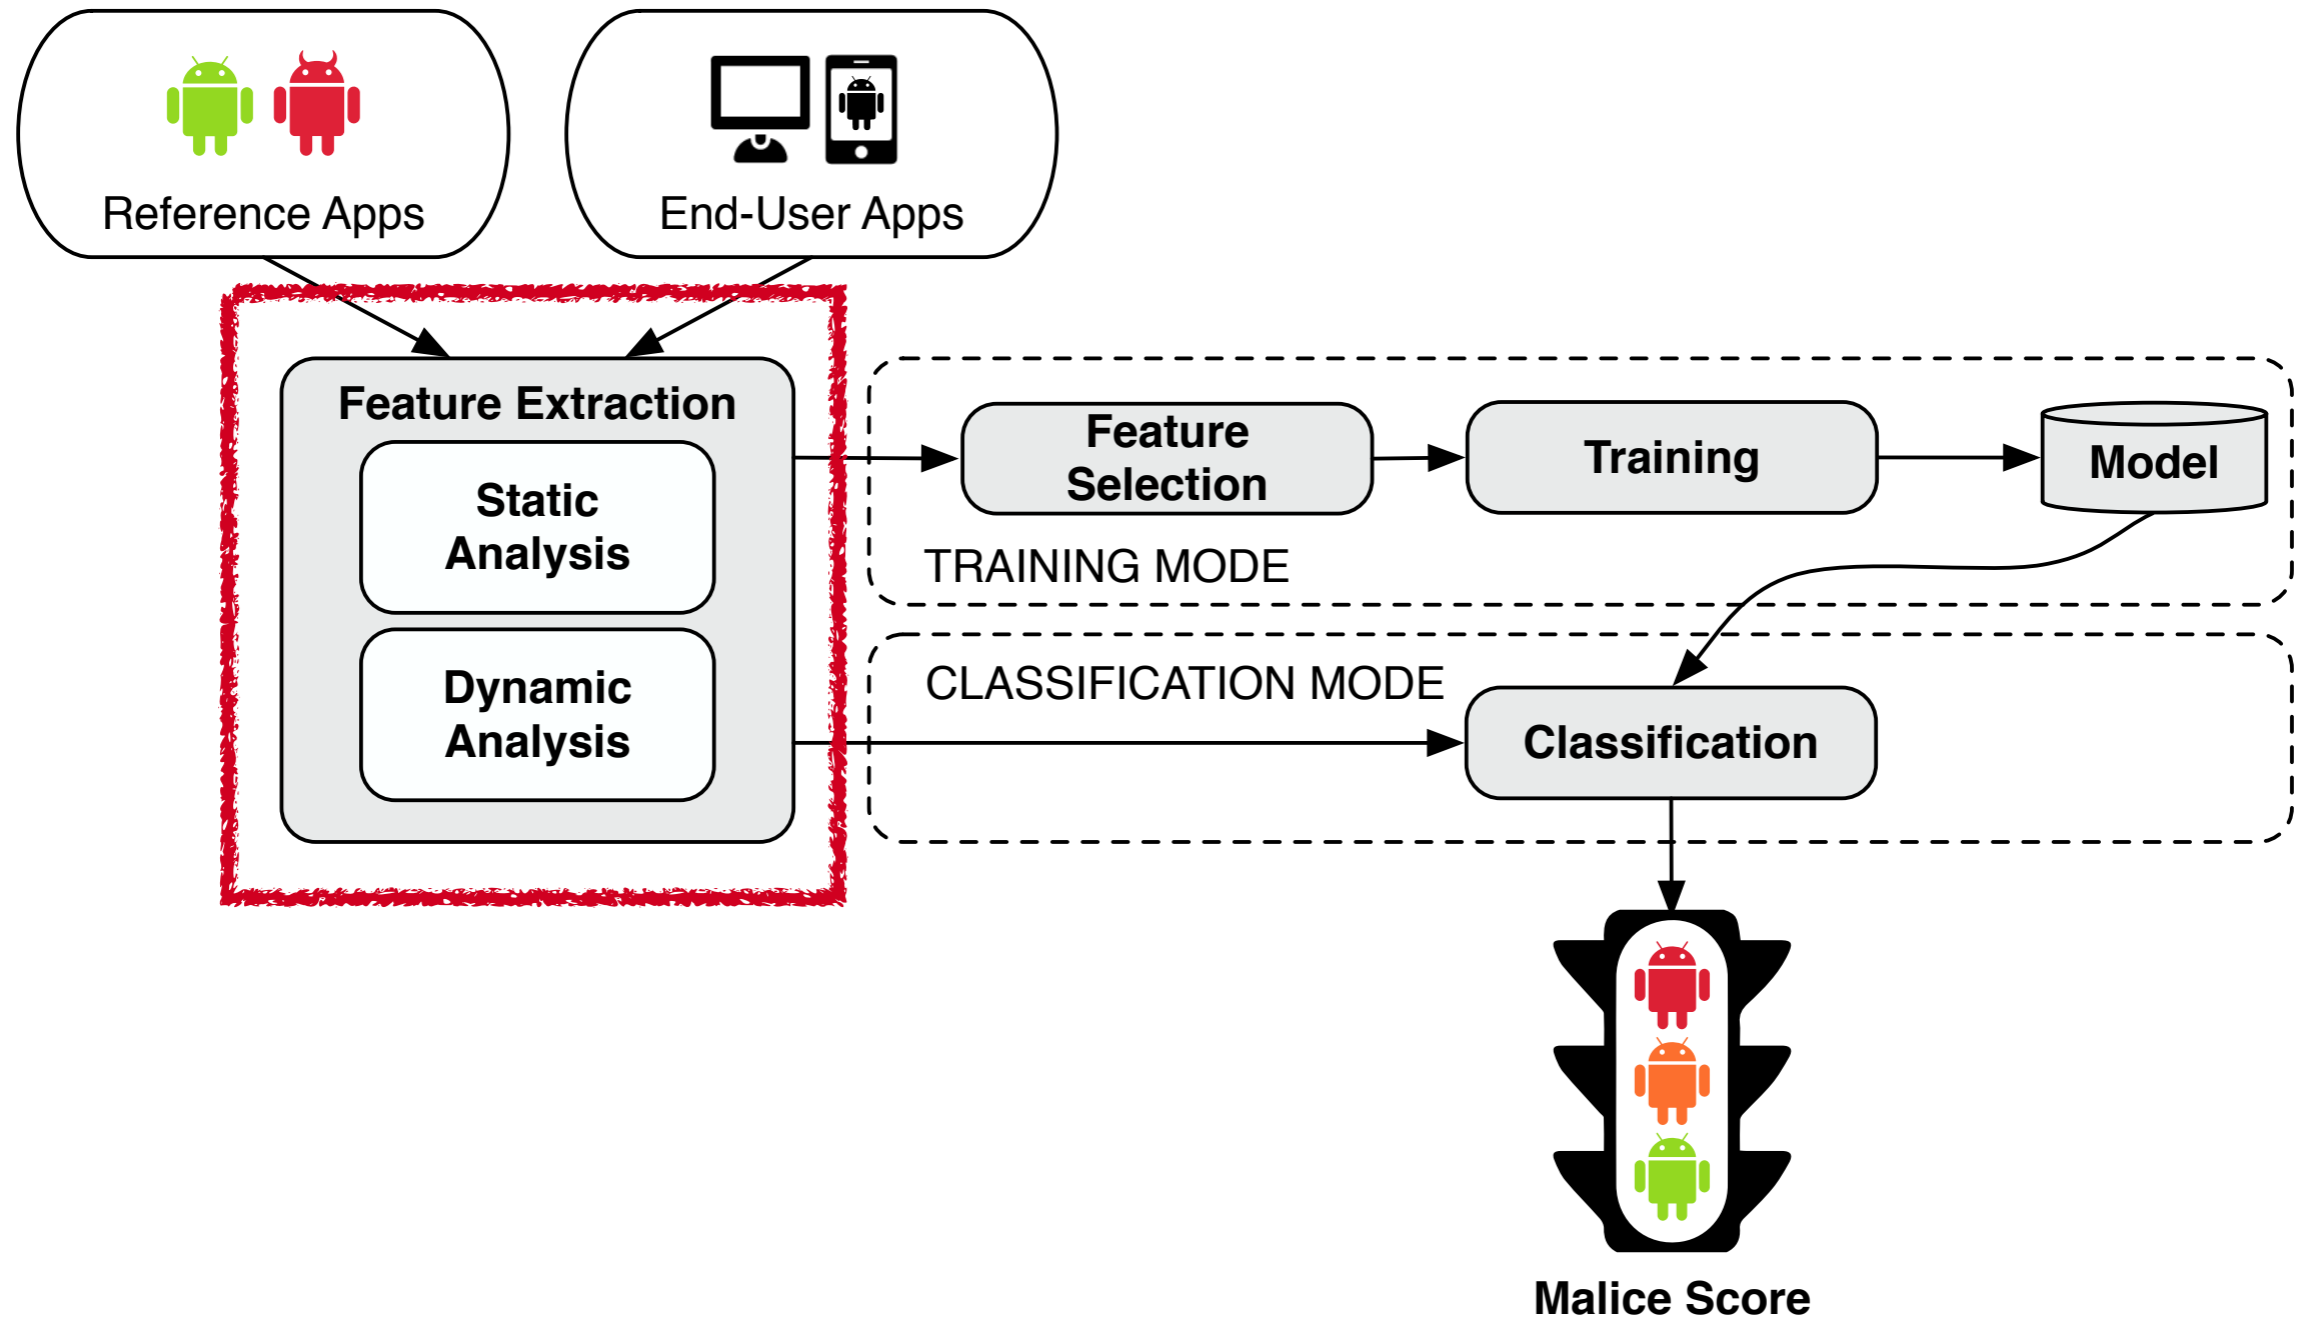 Reference Apps
End-User Apps
Feature Extraction
Static
Analysis
Dynamic
Analysis
Feature
Selection
Training
Model
TRAINING MODE
CLASSIFICATION MODE
Classification
Malice Score